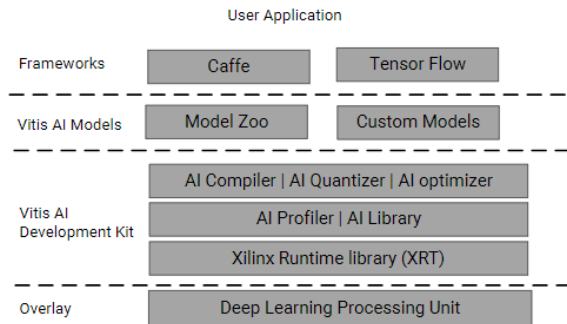 User Application
Frameworks
Caffe
Tensor Flow
Vitis AI Models
Model Zoo
Custom Models
AI Compiler | AI Quantizer | AI optimizer
Vitis AI
Development Kit
AI Profiler | AI Library
Xilinx Runtime library (XRT)
Overlay
Deep Learning Processing Unit